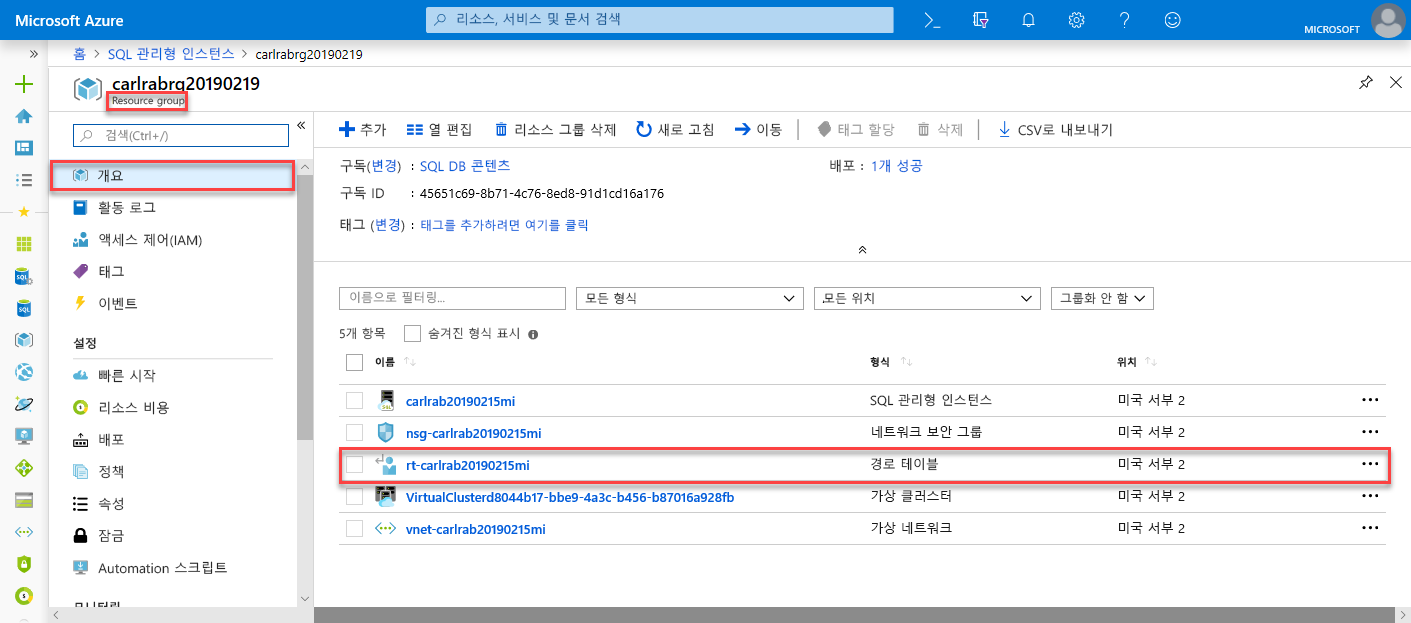 Microsoft Azure
리소스, 서비스 및 문서 검색
MICROSOFT
홈 > SQL 관리형 인스턴스 > carlrabrg20190219
carlrabrg20190219
Resource group
검색(Ctrl+/)
개요
활동 로그
액세스 제어(IAM)
태그
이벤트
설정
빠른 시작
리소스 비용
배포
정책
속성
잠금
Automation 스크립트
모니터링
추가 열 편집 리소스 그룹 삭제 새로 고침 이동 태그 할당 삭제 CSV로 내보내기
구독(변경) : SQL DB 콘텐츠 배포 : 1개 성공
구독 ID : 45651c69-8b71-4c76-8ed8-91d1cd16a176
태그 (변경) : 태그를 추가하려면 여기를 클릭
이름으로 필터링... 모든 형식 모든 위치 그룹화 안 함
5개 항목 숨겨진 형식 표시
이름 형식 위치
carlrab20190215mi SQL 관리형 인스턴스 미국 서부 2
nsg-carlrab20190215mi 네트워크 보안 그룹 미국 서부 2
rt-carlrab20190215mi 경로 테이블 미국 서부 2
VirtualClusterd8044b17-bbe9-4a3c-b456-b87016a928fb 가상 클러스터 미국 서부 2
vnet-carlrab20190215mi 가상 네트워크 미국 서부 2